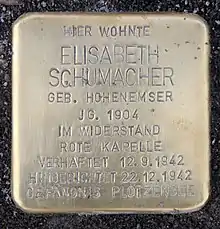 HIER WOHNTE
ELISABETH
SCHUMACHER
GEB. HOHENEMSER
JG. 1904
IM WIDERSTAND
ROTE KAPELLE
VERHAFTET 12.9.1942
HINGERICHTET 22.12.1942
GEFÄNGNIS PLÖTZENSEE